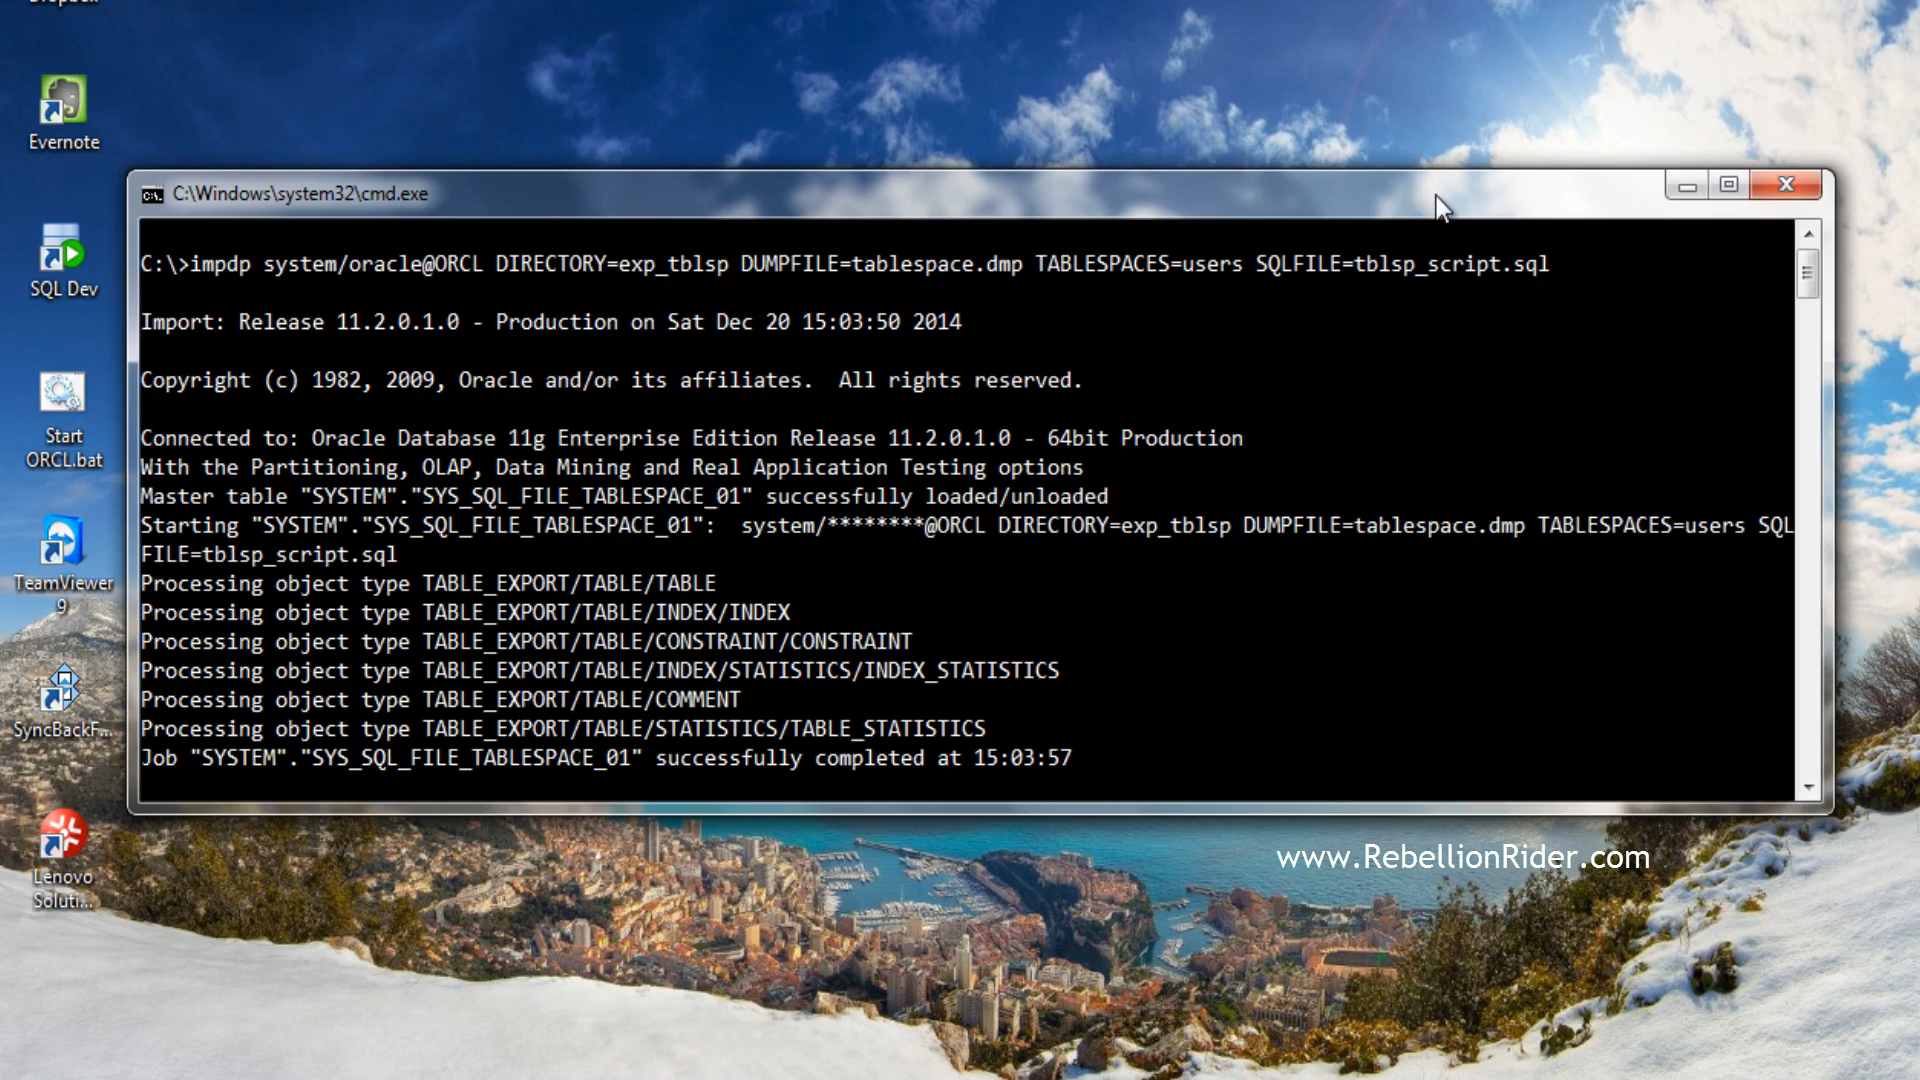 Dropbox
Evernote
SQL Dev
Start
ORCL.bat
TeamViewer
9
SyncBackF...
Lenovo
Soluti...
C:\Windows\system32\cmd.exe
C:\>impdp system/oracle@ORCL DIRECTORY=exp_tblsp DUMPFILE=tablespace.dmp TABLESPACES=users SQLFILE=tblsp_script.sql
Import: Release 11.2.0.1.0 - Production on Sat Dec 20 15:03:50 2014
Copyright (c) 1982, 2009, Oracle and/or its affiliates.  All rights reserved.
Connected to: Oracle Database 11g Enterprise Edition Release 11.2.0.1.0 - 64bit Production
With the Partitioning, OLAP, Data Mining and Real Application Testing options
Master table "SYSTEM"."SYS_SQL_FILE_TABLESPACE_01" successfully loaded/unloaded
Starting "SYSTEM"."SYS_SQL_FILE_TABLESPACE_01":  system/********@ORCL DIRECTORY=exp_tblsp DUMPFILE=tablespace.dmp TABLESPACES=users SQL
FILE=tblsp_script.sql
Processing object type TABLE_EXPORT/TABLE/TABLE
Processing object type TABLE_EXPORT/TABLE/INDEX/INDEX
Processing object type TABLE_EXPORT/TABLE/CONSTRAINT/CONSTRAINT
Processing object type TABLE_EXPORT/TABLE/INDEX/STATISTICS/INDEX_STATISTICS
Processing object type TABLE_EXPORT/TABLE/COMMENT
Processing object type TABLE_EXPORT/TABLE/STATISTICS/TABLE_STATISTICS
Job "SYSTEM"."SYS_SQL_FILE_TABLESPACE_01" successfully completed at 15:03:57
www.RebellionRider.com